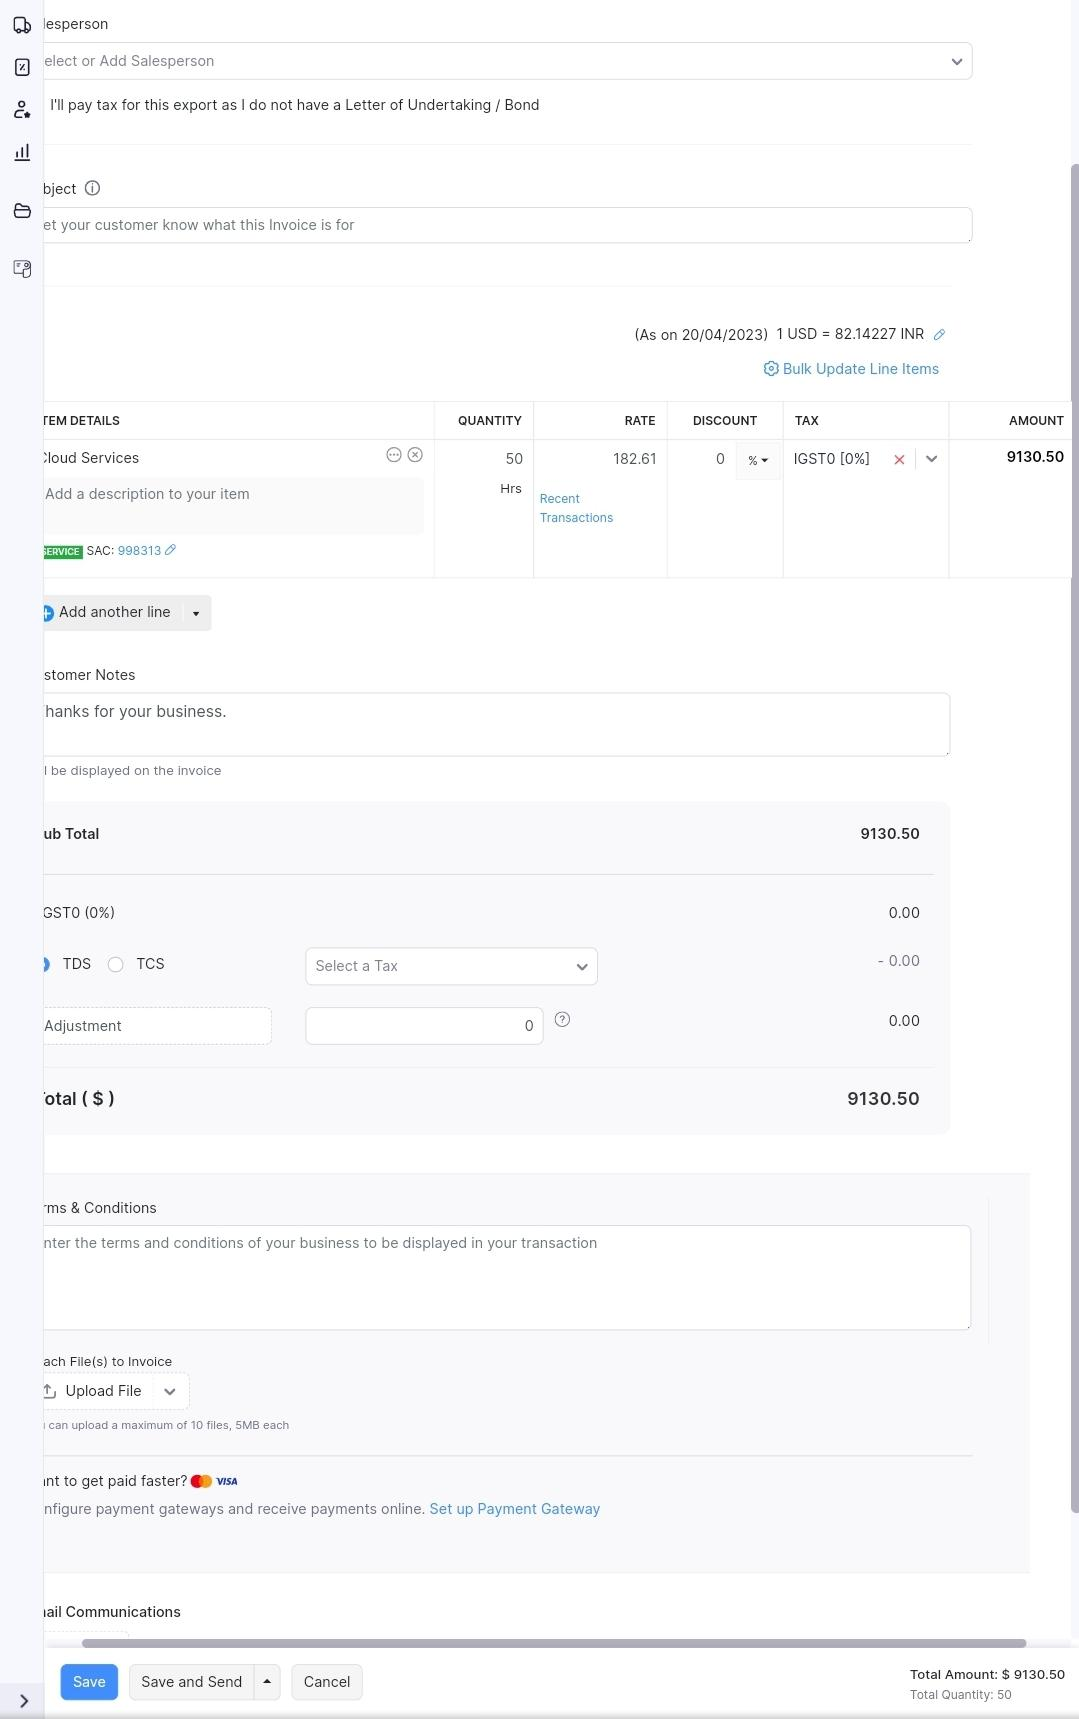 lesperson
elect or Add Salesperson
I'll pay tax for this export as I do not have a Letter of Undertaking / Bond
bject
et your customer know what this Invoice is for
(As on 20/04/2023) 1 USD = 82.14227 INR
Bulk Update Line Items
TEM DETAILS QUANTITY RATE DISCOUNT TAX AMOUNT
Cloud Services 50 182.61 0 % IGST0 [0%] 9130.50
Add a description to your item Hrs Recent
Transactions
SERVICE SAC: 998313
Add another line
stomer Notes
Thanks for your business.
l be displayed on the invoice
ub Total 9130.50
IGST0 (0%) 0.00
TDS TCS Select a Tax - 0.00
Adjustment 0 0.00
Total ( $ ) 9130.50
rms & Conditions
nter the terms and conditions of your business to be displayed in your transaction
ach File(s) to Invoice
Upload File
can upload a maximum of 10 files, 5MB each
ant to get paid faster? VISA
nfigure payment gateways and receive payments online. Set up Payment Gateway
nail Communications
Save Save and Send Cancel Total Amount: $ 9130.50
Total Quantity: 50